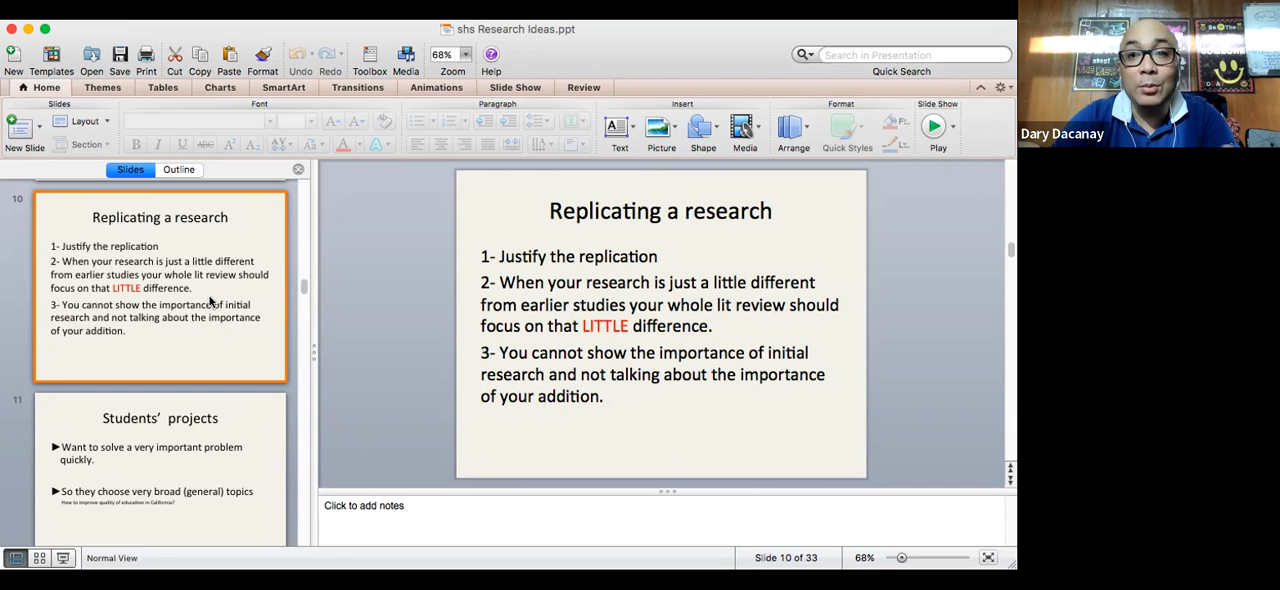 shs Research Ideas.ppt
68%
Search in Presentation
New Templates Open Save Print Cut Copy Paste Format Undo Redo Toolbox Media Zoom Help
Quick Search
Home Themes Tables Charts SmartArt Transitions Slide Show Animations Review
Slides Font Paragraph Insert Format Slide Show
Layout
Section
New Slide
Text Picture Shape Media Arrange Quick Styles Play
Slides Outline
10
Replicating a research
1- Justify the replication
2- When your research is just a little different
from earlier studies your whole lit review should
focus on that LITTLE difference.
3- You cannot show the importance of initial
research and not talking about the importance
of your addition.
11
Students' projects
Want to solve a very important problem
quickly.
So they choose very broad (general) topics
How to improve quality of education in California?
Replicating a research
1- Justify the replication
2- When your research is just a little different
from earlier studies your whole lit review should
focus on that LITTLE difference.
3- You cannot show the importance of initial
research and not talking about the importance
of your addition.
Click to add notes
Normal View
Slide 10 of 33
68%
Dary Dacanay